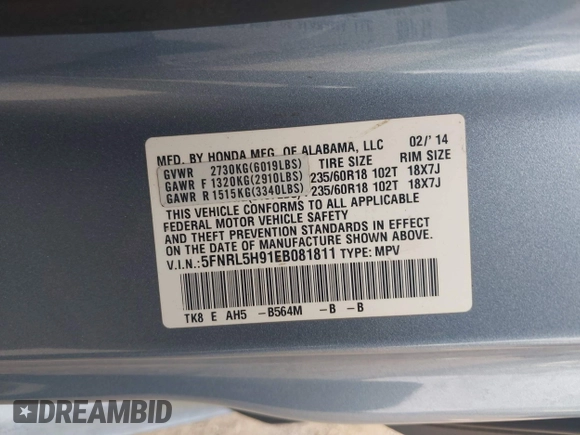 MFD. BY HONDA MFG. OF ALABAMA, LLC 02/'14
GVWR 2730KG(6019LBS) TIRE SIZE RIM SIZE
GAWR F 1320KG(2910LBS) 235/60R18 102T 18X7J
GAWR R 1515KG(3340LBS) 235/60R18 102T 18X7J
THIS VEHICLE CONFORMS TO ALL APPLICABLE
FEDERAL MOTOR VEHICLE SAFETY
AND THEFT PREVENTION STANDARDS IN EFFECT
ON THE DATE OF MANUFACTURE SHOWN ABOVE.
V.I.N.:5FNRL5H91EB081811 TYPE: MPV
TK8 E AH5 -B564M -B -B
DREAMBID